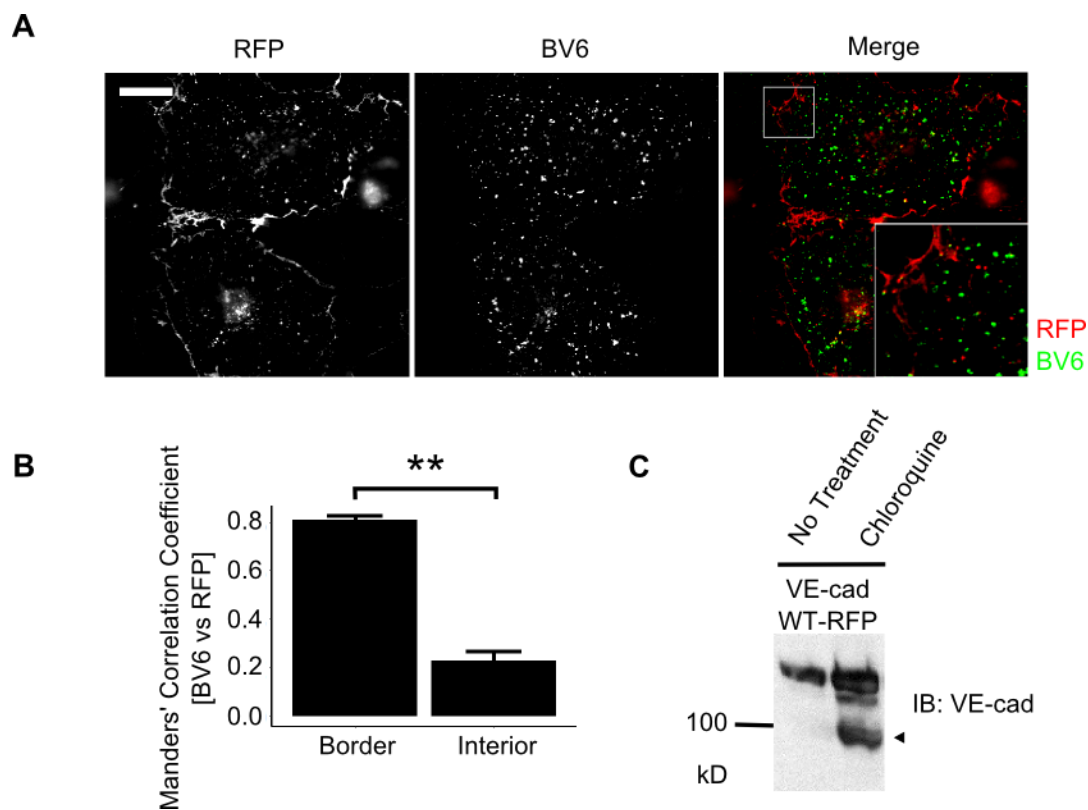 A
RFP
BV6
Merge
RFP
BV6
B
Manders' Correlation Coefficient
[BV6 vs RFP]
**
0.8
0.6
0.4
0.2
0.0
Border
Interior
C
No Treatment
Chloroquine
VE-cad
WT-RFP
IB: VE-cad
100
kD